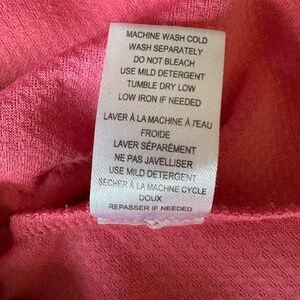 MACHINE WASH COLD
WASH SEPARATELY
DO NOT BLEACH
USE MILD DETERGENT
TUMBLE DRY LOW
LOW IRON IF NEEDED
LAVER À LA MACHINE À l'EAU
FROIDE
LAVER SÉPARÉMENT
NE PAS JAVELLISER
USE MILD DETERGENT
SECHER À LA MACHINE CYCLE
DOUX
REPASSER IF NEEDED